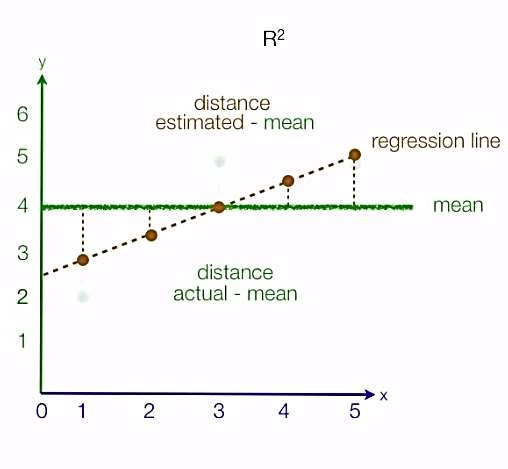 R²
y
distance
estimated - mean
6
regression line
5
4
mean
3
distance
actual - mean
2
1
x
0 1 2 3 4 5